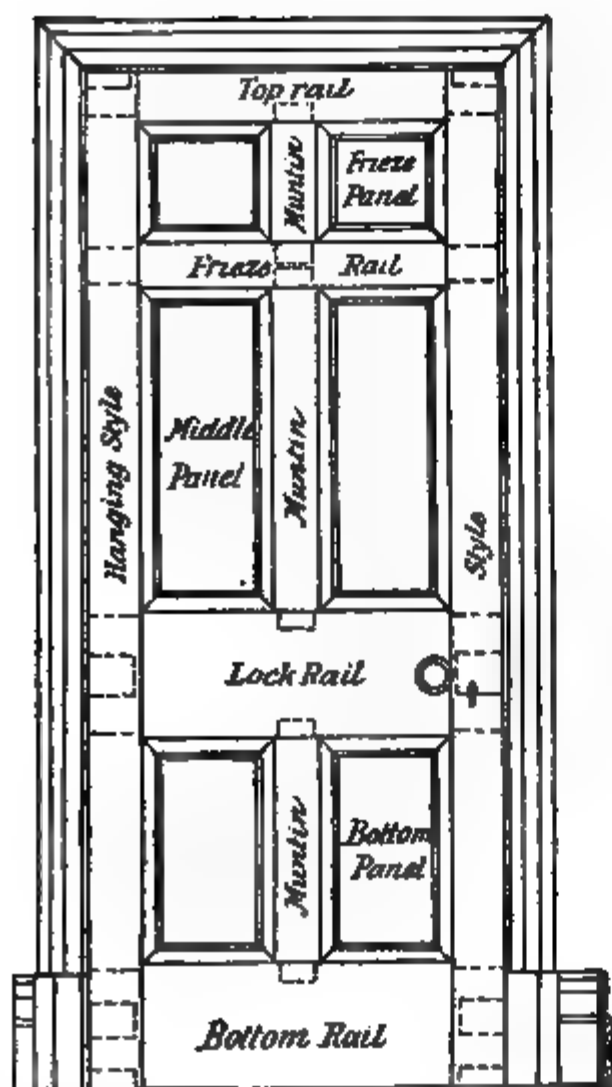 Top rail
Muntin
Frieze
Panel
Frieze Rail
Hanging Style
Middle
Panel
Muntin
Style
Lock Rail
Muntin
Bottom
Panel
Bottom Rail